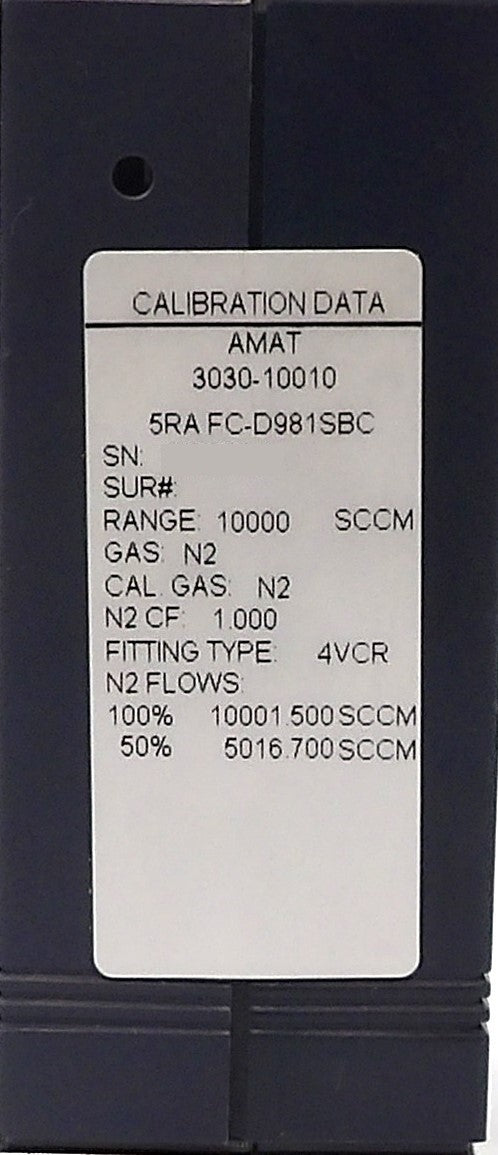 CALIBRATION DATA
AMAT
3030-10010
5RA FC-D981SBC
SN:
SUR#:
RANGE: 10000 SCCM
GAS: N2
CAL. GAS: N2
N2 CF: 1.000
FITTING TYPE: 4VCR
N2 FLOWS:
100% 10001.500 SCCM
50% 5016.700 SCCM